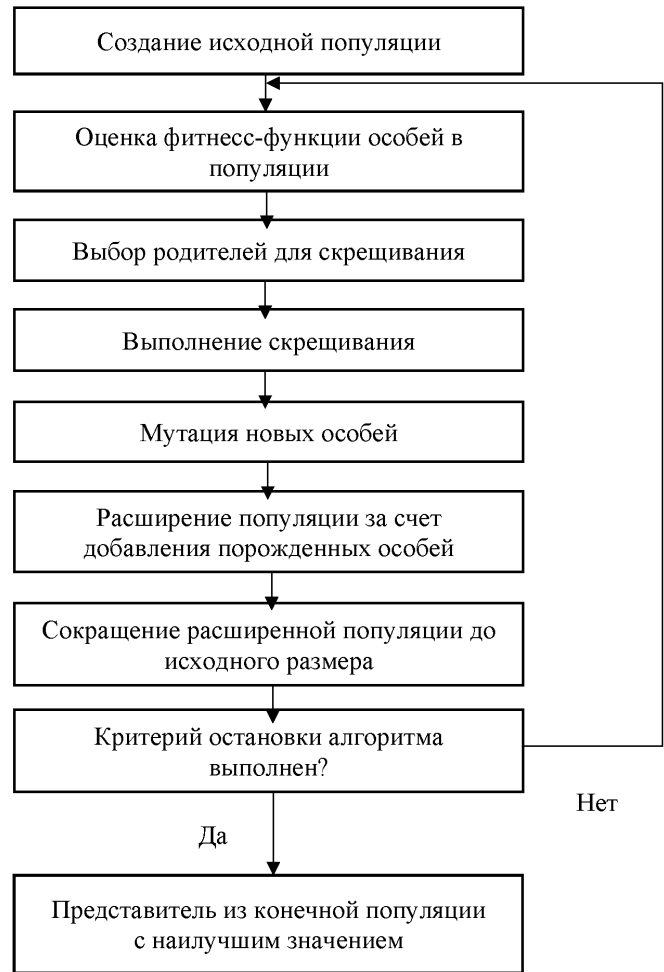 Создание исходной популяции
Оценка фитнесс-функции особей в
популяции
Выбор родителей для скрещивания
Выполнение скрещивания
Мутация новых особей
Расширение популяции за счет
добавления порожденных особей
Сокращение расширенной популяции до
исходного размера
Критерий остановки алгоритма
выполнен?
Нет
Да
Представитель из конечной популяции
с наилучшим значением